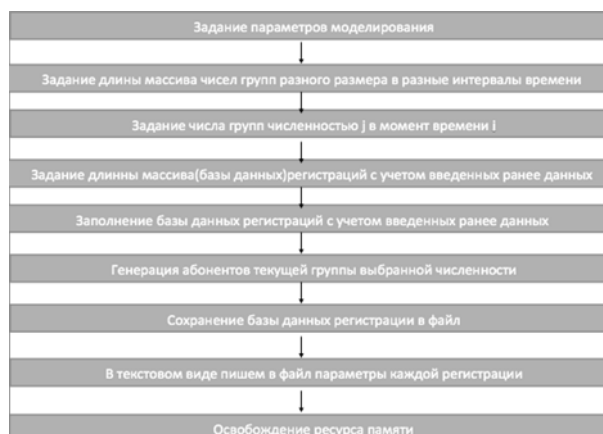 Задание параметров моделирования
Задание длины массива чисел групп разного размера в разные интервалы времени
Задание числа групп численностью j в момент времени i
Задание длинны массива(базы данных)регистраций с учетом введенных ранее данных
Заполнение базы данных регистраций с учетом введенных ранее данных
Генерация абонентов текущей группы выбранной численности
Сохранение базы данных регистрации в файл
В текстовом виде пишем в файл параметры каждой регистрации
Освобождение ресурса памяти